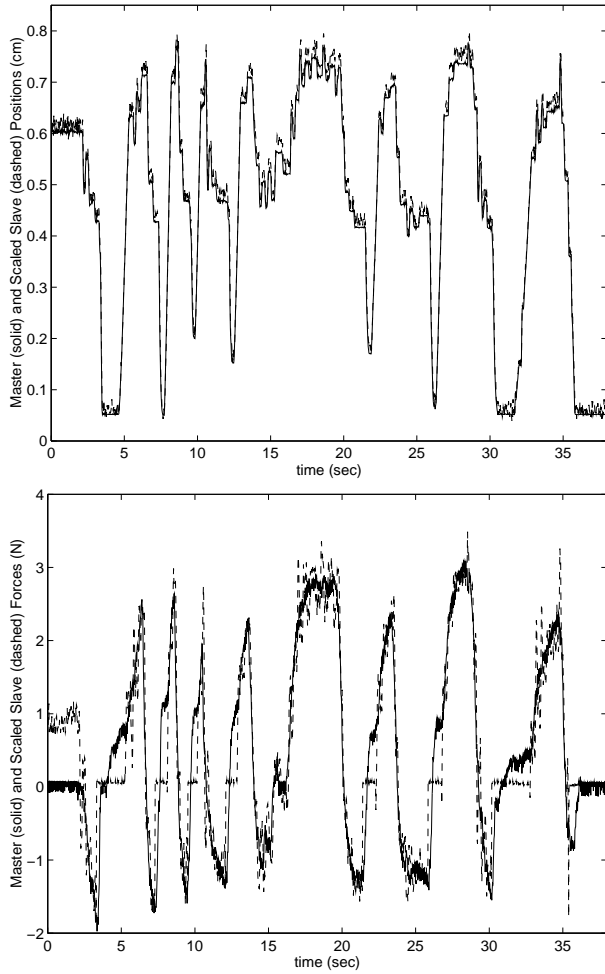 Master (solid) and Scaled Slave (dashed) Positions (cm)
0.8
0.7
0.6
0.5
0.4
0.3
0.2
0.1
0
0 5 10 15 20 25 30 35
time (sec)
Master (solid) and Scaled Slave (dashed) Forces (N)
4
3
2
1
0
−1
−2
0 5 10 15 20 25 30 35
time (sec)